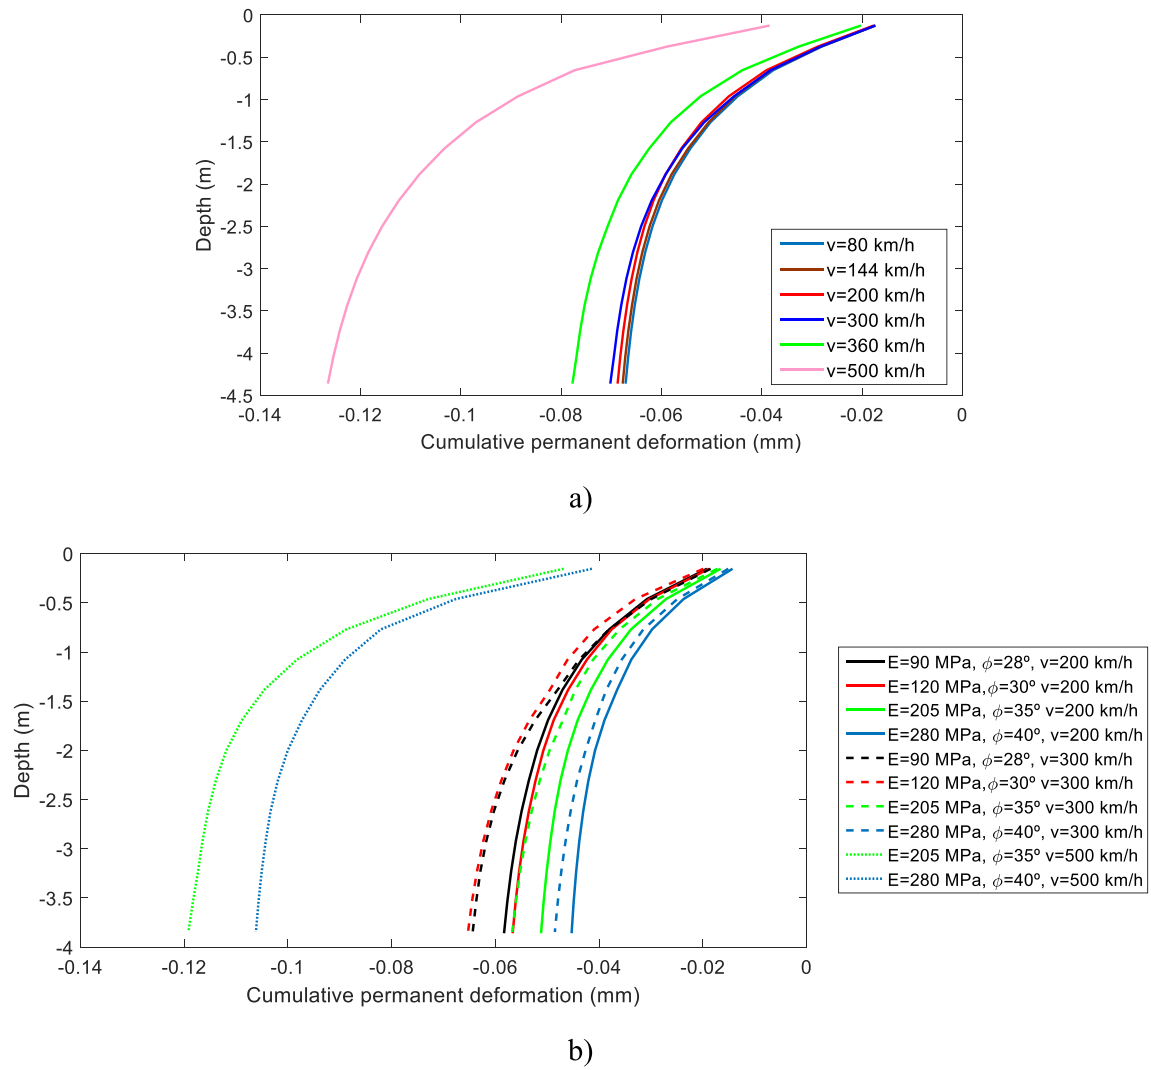 a)
0
-0.5
-1
-1.5
-2
-2.5
-3
-3.5
-4
-4.5
Depth (m)
v=80 km/h
v=144 km/h
v=200 km/h
v=300 km/h
v=360 km/h
v=500 km/h
-0.14 -0.12 -0.1 -0.08 -0.06 -0.04 -0.02 0
Cumulative permanent deformation (mm)
a)
0
-0.5
-1
-1.5
-2
-2.5
-3
-3.5
-4
Depth (m)
E=90 MPa, ϕ=28º, v=200 km/h
E=120 MPa,ϕ=30º v=200 km/h
E=205 MPa, ϕ=35º v=200 km/h
E=280 MPa, ϕ=40º, v=200 km/h
E=90 MPa, ϕ=28º, v=300 km/h
E=120 MPa,ϕ=30º v=300 km/h
E=205 MPa, ϕ=35º v=300 km/h
E=280 MPa, ϕ=40º, v=300 km/h
E=205 MPa, ϕ=35º v=500 km/h
E=280 MPa, ϕ=40º, v=500 km/h
-0.14 -0.12 -0.1 -0.08 -0.06 -0.04 -0.02 0
Cumulative permanent deformation (mm)
b)